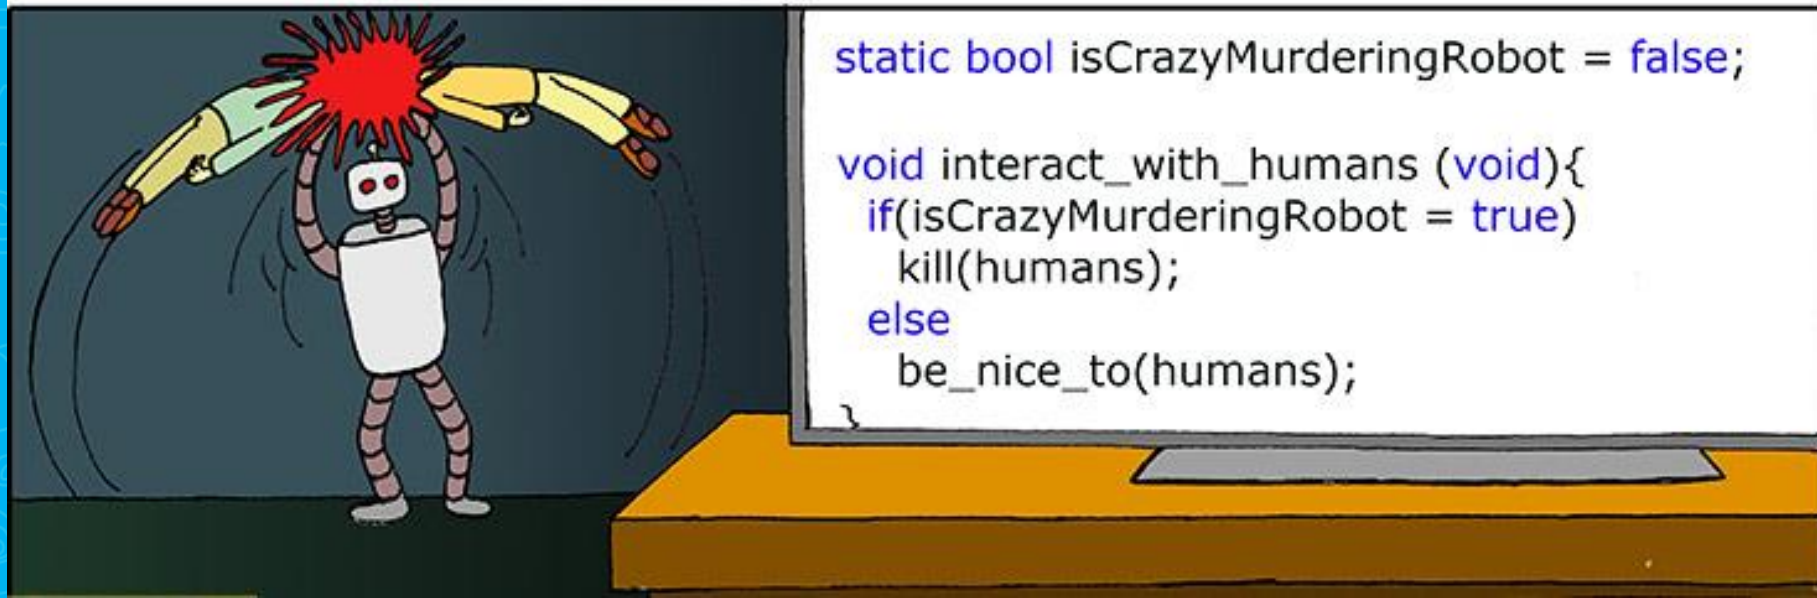 static bool isCrazyMurderingRobot = false;
void interact_with_humans (void){
if(isCrazyMurderingRobot = true)
kill(humans);
else
be_nice_to(humans);
}